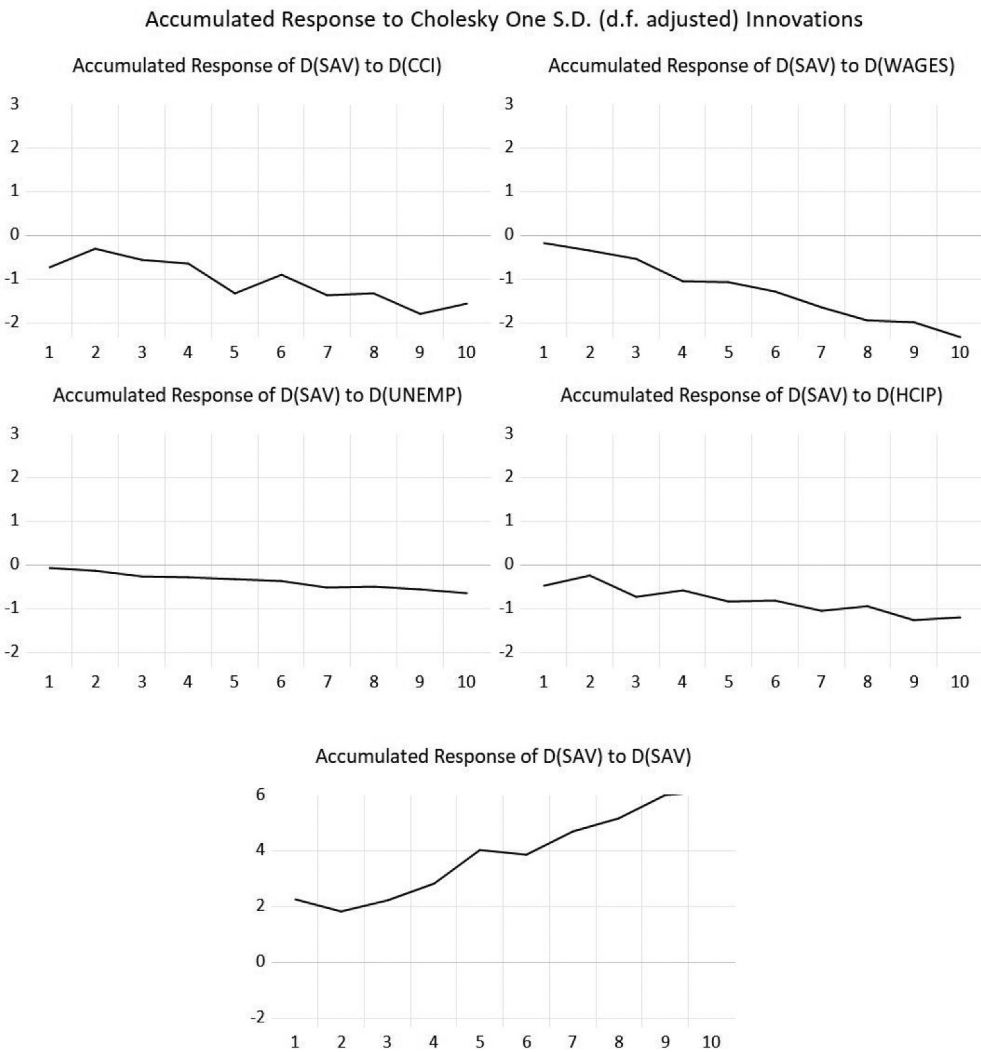 Accumulated Response to Cholesky One S.D. (d.f. adjusted) Innovations
Accumulated Response of D(SAV) to D(CCI)
3
2
1
0
-1
-2
1 2 3 4 5 6 7 8 9 10
Accumulated Response of D(SAV) to D(WAGES)
3
2
1
0
-1
-2
1 2 3 4 5 6 7 8 9 10
Accumulated Response of D(SAV) to D(UNEMP)
3
2
1
0
-1
-2
1 2 3 4 5 6 7 8 9 10
Accumulated Response of D(SAV) to D(HCIP)
3
2
1
0
-1
-2
1 2 3 4 5 6 7 8 9 10
Accumulated Response of D(SAV) to D(SAV)
6
4
2
0
-2
1 2 3 4 5 6 7 8 9 10